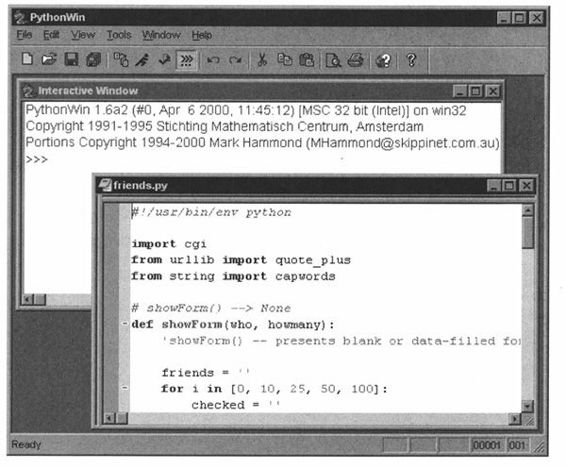 PythonWin
File Edit View Tools Window Help
Interactive Window
PythonWin 1.6a2 (#0, Apr 6 2000, 11:45:12) [MSC 32 bit (Intel)] on win32
Copyright 1991-1995 Stichting Mathematisch Centrum, Amsterdam
Portions Copyright 1994-2000 Mark Hammond (MHammond@skippinet.com.au)
>>>
friends.py
#!/usr/bin/env python
import cgi
from urllib import quote_plus
from string import capwords
# showForm() --> None
def showForm(who, howmany):
'showForm() -- presents blank or data-filled for
friends = ''
for i in [0, 10, 25, 50, 100]:
checked = ''
Ready
00001 001